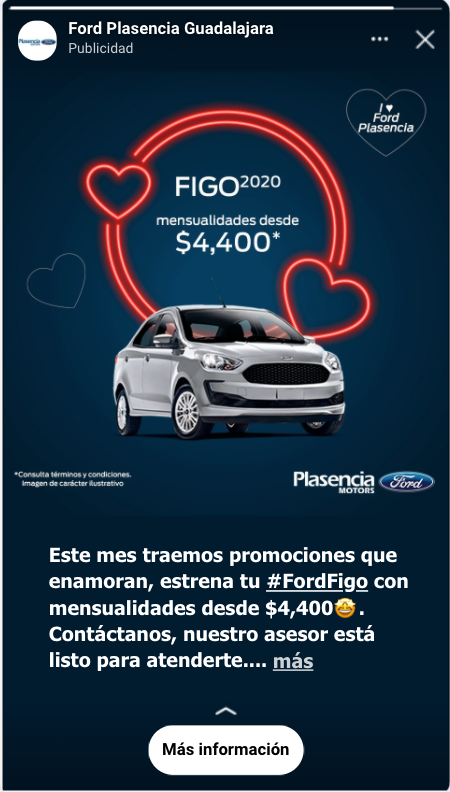 Ford Plasencia Guadalajara
Publicidad
Plasencia Ford
I ♥
Ford
Plasencia
FIGO²⁰²⁰
mensualidades desde
$4,400*
*Consulta términos y condiciones.
Imagen de carácter ilustrativo
Plasencia
MOTORS
Ford
Este mes traemos promociones que
enamoran, estrena tu #FordFigo con
mensualidades desde $4,400🤩.
Contáctanos, nuestro asesor está
listo para atenderte.... más
Más información